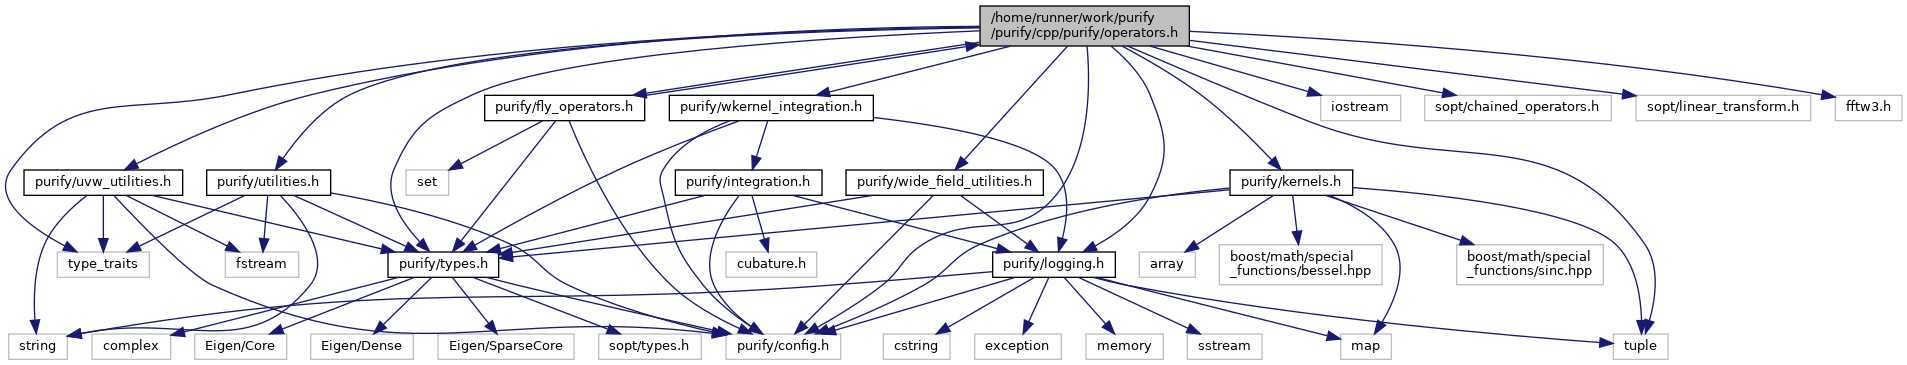 /home/runner/work/purify
/purify/cpp/purify/operators.h
purify/fly_operators.h
purify/wkernel_integration.h
iostream
sopt/chained_operators.h
sopt/linear_transform.h
fftw3.h
purify/uvw_utilities.h
purify/utilities.h
set
purify/integration.h
purify/wide_field_utilities.h
purify/kernels.h
type_traits
fstream
purify/types.h
cubature.h
purify/logging.h
array
boost/math/special
_functions/bessel.hpp
boost/math/special
_functions/sinc.hpp
string
complex
Eigen/Core
Eigen/Dense
Eigen/SparseCore
sopt/types.h
purify/config.h
cstring
exception
memory
sstream
map
tuple